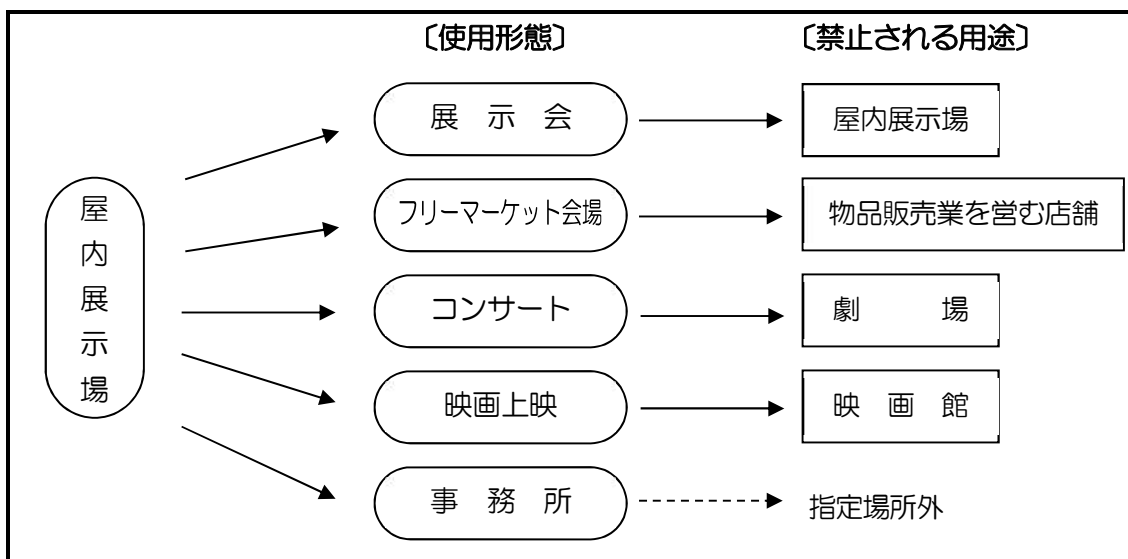 〔使用形態〕 〔禁止される用途〕
屋内展示場
展示会
屋内展示場
フリーマーケット会場
物品販売業を営む店舗
コンサート
劇場
映画上映
映画館
事務所
指定場所外